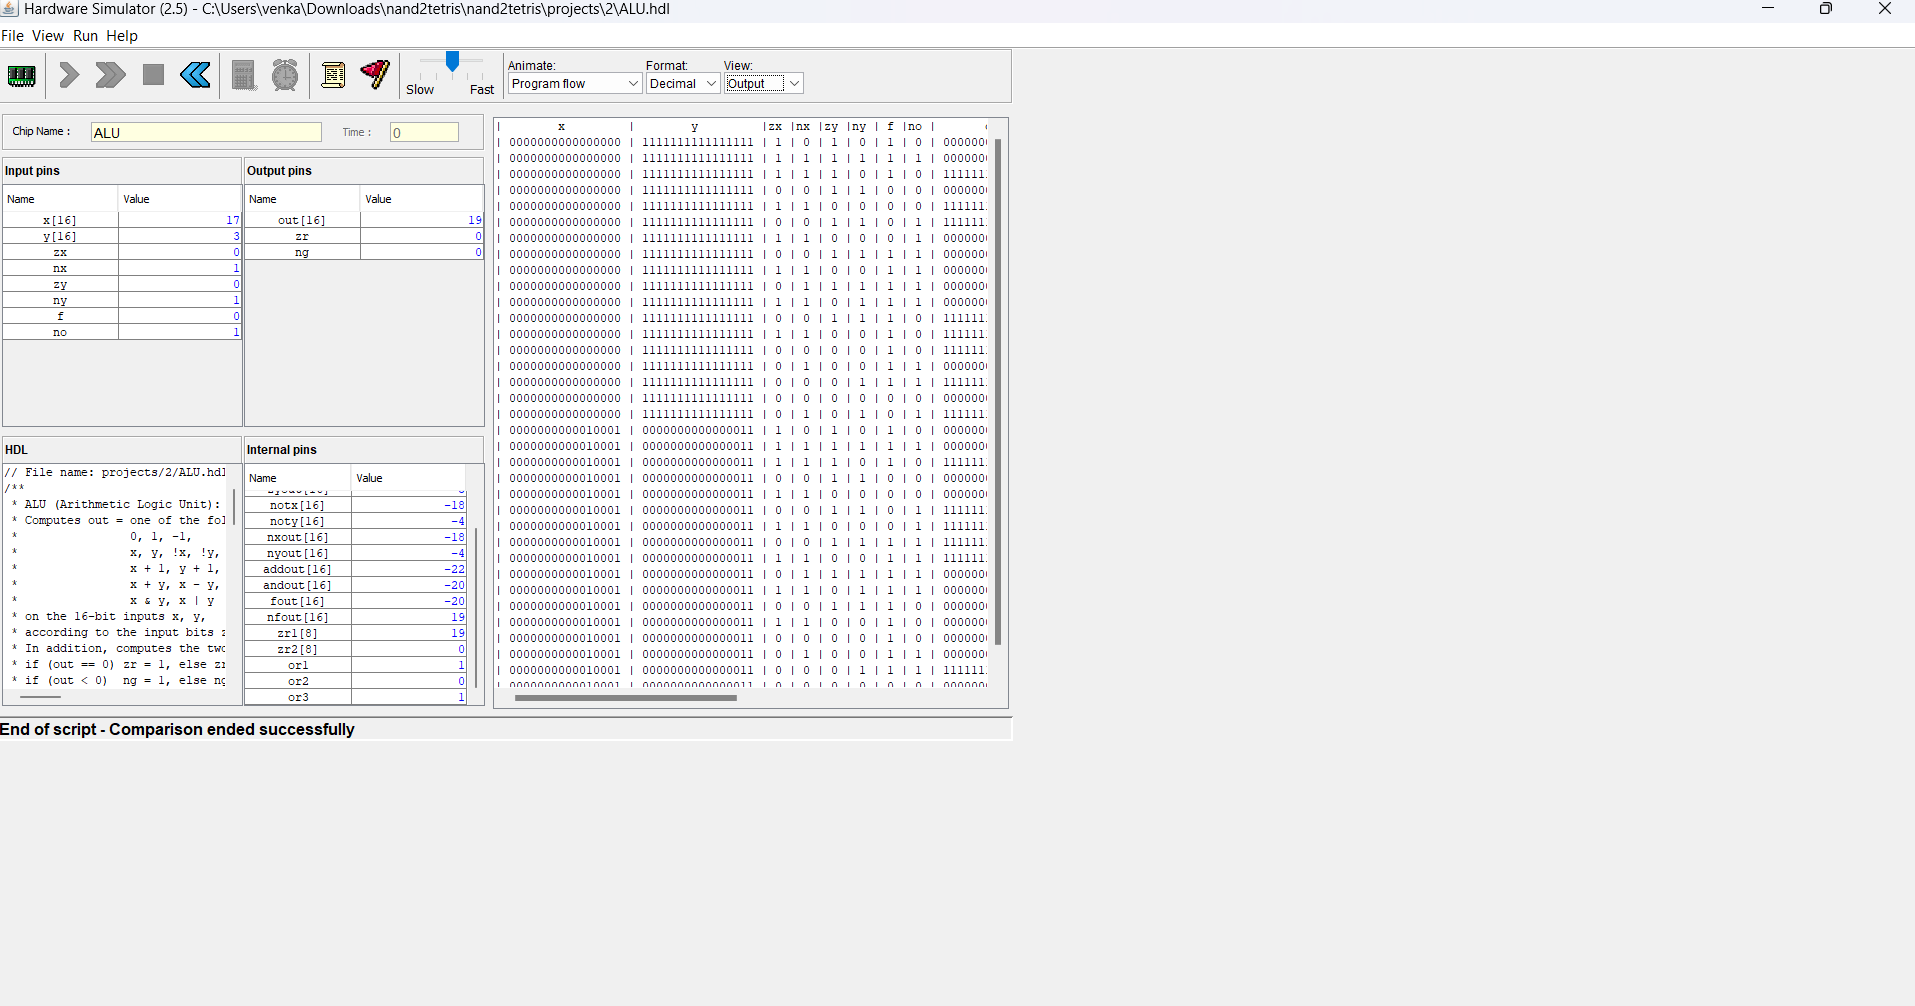 Hardware Simulator (2.5) - C:\Users\venka\Downloads\nand2tetris\nand2tetris\projects\2\ALU.hdl
File View Run Help
Slow Fast
Animate: Format: View:
Program flow Decimal Output
Chip Name : ALU Time : 0
Input pins
Name Value
x[16] 17
y[16] 3
zx 0
nx 1
zy 0
ny 1
f 0
no 1
Output pins
Name Value
out[16] 19
zr 0
ng 0
HDL
// File name: projects/2/ALU.hdl
/**
* ALU (Arithmetic Logic Unit):
* Computes out = one of the fol
* 0, 1, -1,
* x, y, !x, !y,
* x + 1, y + 1,
* x + y, x - y,
* x & y, x | y
* on the 16-bit inputs x, y,
* according to the input bits z
* In addition, computes the two
* if (out == 0) zr = 1, else zr
* if (out < 0) ng = 1, else ng
Internal pins
Name Value
notx[16] -18
noty[16] -4
nxout[16] -18
nyout[16] -4
addout[16] -22
andout[16] -20
fout[16] -20
nfout[16] 19
zr1[8] 19
zr2[8] 0
or1 1
or2 0
or3 1
| x | y |zx |nx |zy |ny | f |no |
| 0000000000000000 | 1111111111111111 | 1 | 0 | 1 | 0 | 1 | 0 | 000000
| 0000000000000000 | 1111111111111111 | 1 | 1 | 1 | 1 | 1 | 1 | 000000
| 0000000000000000 | 1111111111111111 | 1 | 1 | 1 | 0 | 1 | 0 | 111111
| 0000000000000000 | 1111111111111111 | 0 | 0 | 1 | 1 | 0 | 0 | 000000
| 0000000000000000 | 1111111111111111 | 1 | 1 | 0 | 0 | 0 | 0 | 111111
| 0000000000000000 | 1111111111111111 | 0 | 0 | 1 | 1 | 0 | 1 | 111111
| 0000000000000000 | 1111111111111111 | 1 | 1 | 0 | 0 | 0 | 1 | 000000
| 0000000000000000 | 1111111111111111 | 0 | 0 | 1 | 1 | 1 | 1 | 000000
| 0000000000000000 | 1111111111111111 | 1 | 1 | 0 | 0 | 1 | 1 | 000000
| 0000000000000000 | 1111111111111111 | 0 | 1 | 1 | 1 | 1 | 1 | 000000
| 0000000000000000 | 1111111111111111 | 1 | 1 | 0 | 1 | 1 | 1 | 000000
| 0000000000000000 | 1111111111111111 | 0 | 0 | 1 | 1 | 1 | 0 | 111111
| 0000000000000000 | 1111111111111111 | 1 | 1 | 0 | 0 | 1 | 0 | 111111
| 0000000000000000 | 1111111111111111 | 0 | 0 | 0 | 0 | 1 | 0 | 111111
| 0000000000000000 | 1111111111111111 | 0 | 1 | 0 | 0 | 1 | 1 | 000000
| 0000000000000000 | 1111111111111111 | 0 | 0 | 0 | 1 | 1 | 1 | 111111
| 0000000000000000 | 1111111111111111 | 0 | 0 | 0 | 0 | 0 | 0 | 000000
| 0000000000000000 | 1111111111111111 | 0 | 1 | 0 | 1 | 0 | 1 | 111111
| 0000000000010001 | 0000000000000011 | 1 | 0 | 1 | 0 | 1 | 0 | 000000
| 0000000000010001 | 0000000000000011 | 1 | 1 | 1 | 1 | 1 | 1 | 000000
| 0000000000010001 | 0000000000000011 | 1 | 1 | 1 | 0 | 1 | 0 | 111111
| 0000000000010001 | 0000000000000011 | 0 | 0 | 1 | 1 | 0 | 0 | 000000
| 0000000000010001 | 0000000000000011 | 1 | 1 | 0 | 0 | 0 | 0 | 000000
| 0000000000010001 | 0000000000000011 | 0 | 0 | 1 | 1 | 0 | 1 | 111111
| 0000000000010001 | 0000000000000011 | 1 | 1 | 0 | 0 | 0 | 1 | 111111
| 0000000000010001 | 0000000000000011 | 0 | 0 | 1 | 1 | 1 | 1 | 111111
| 0000000000010001 | 0000000000000011 | 1 | 1 | 0 | 0 | 1 | 1 | 111111
| 0000000000010001 | 0000000000000011 | 0 | 1 | 1 | 1 | 1 | 1 | 000000
| 0000000000010001 | 0000000000000011 | 1 | 1 | 0 | 1 | 1 | 1 | 000000
| 0000000000010001 | 0000000000000011 | 0 | 0 | 1 | 1 | 1 | 0 | 000000
| 0000000000010001 | 0000000000000011 | 1 | 1 | 0 | 0 | 1 | 0 | 000000
| 0000000000010001 | 0000000000000011 | 0 | 0 | 0 | 0 | 1 | 0 | 000000
| 0000000000010001 | 0000000000000011 | 0 | 1 | 0 | 0 | 1 | 1 | 000000
| 0000000000010001 | 0000000000000011 | 0 | 0 | 0 | 1 | 1 | 1 | 111111
| 0000000000010001 | 0000000000000011 | 0 | 0 | 0 | 0 | 0 | 0 | 000000
End of script - Comparison ended successfully